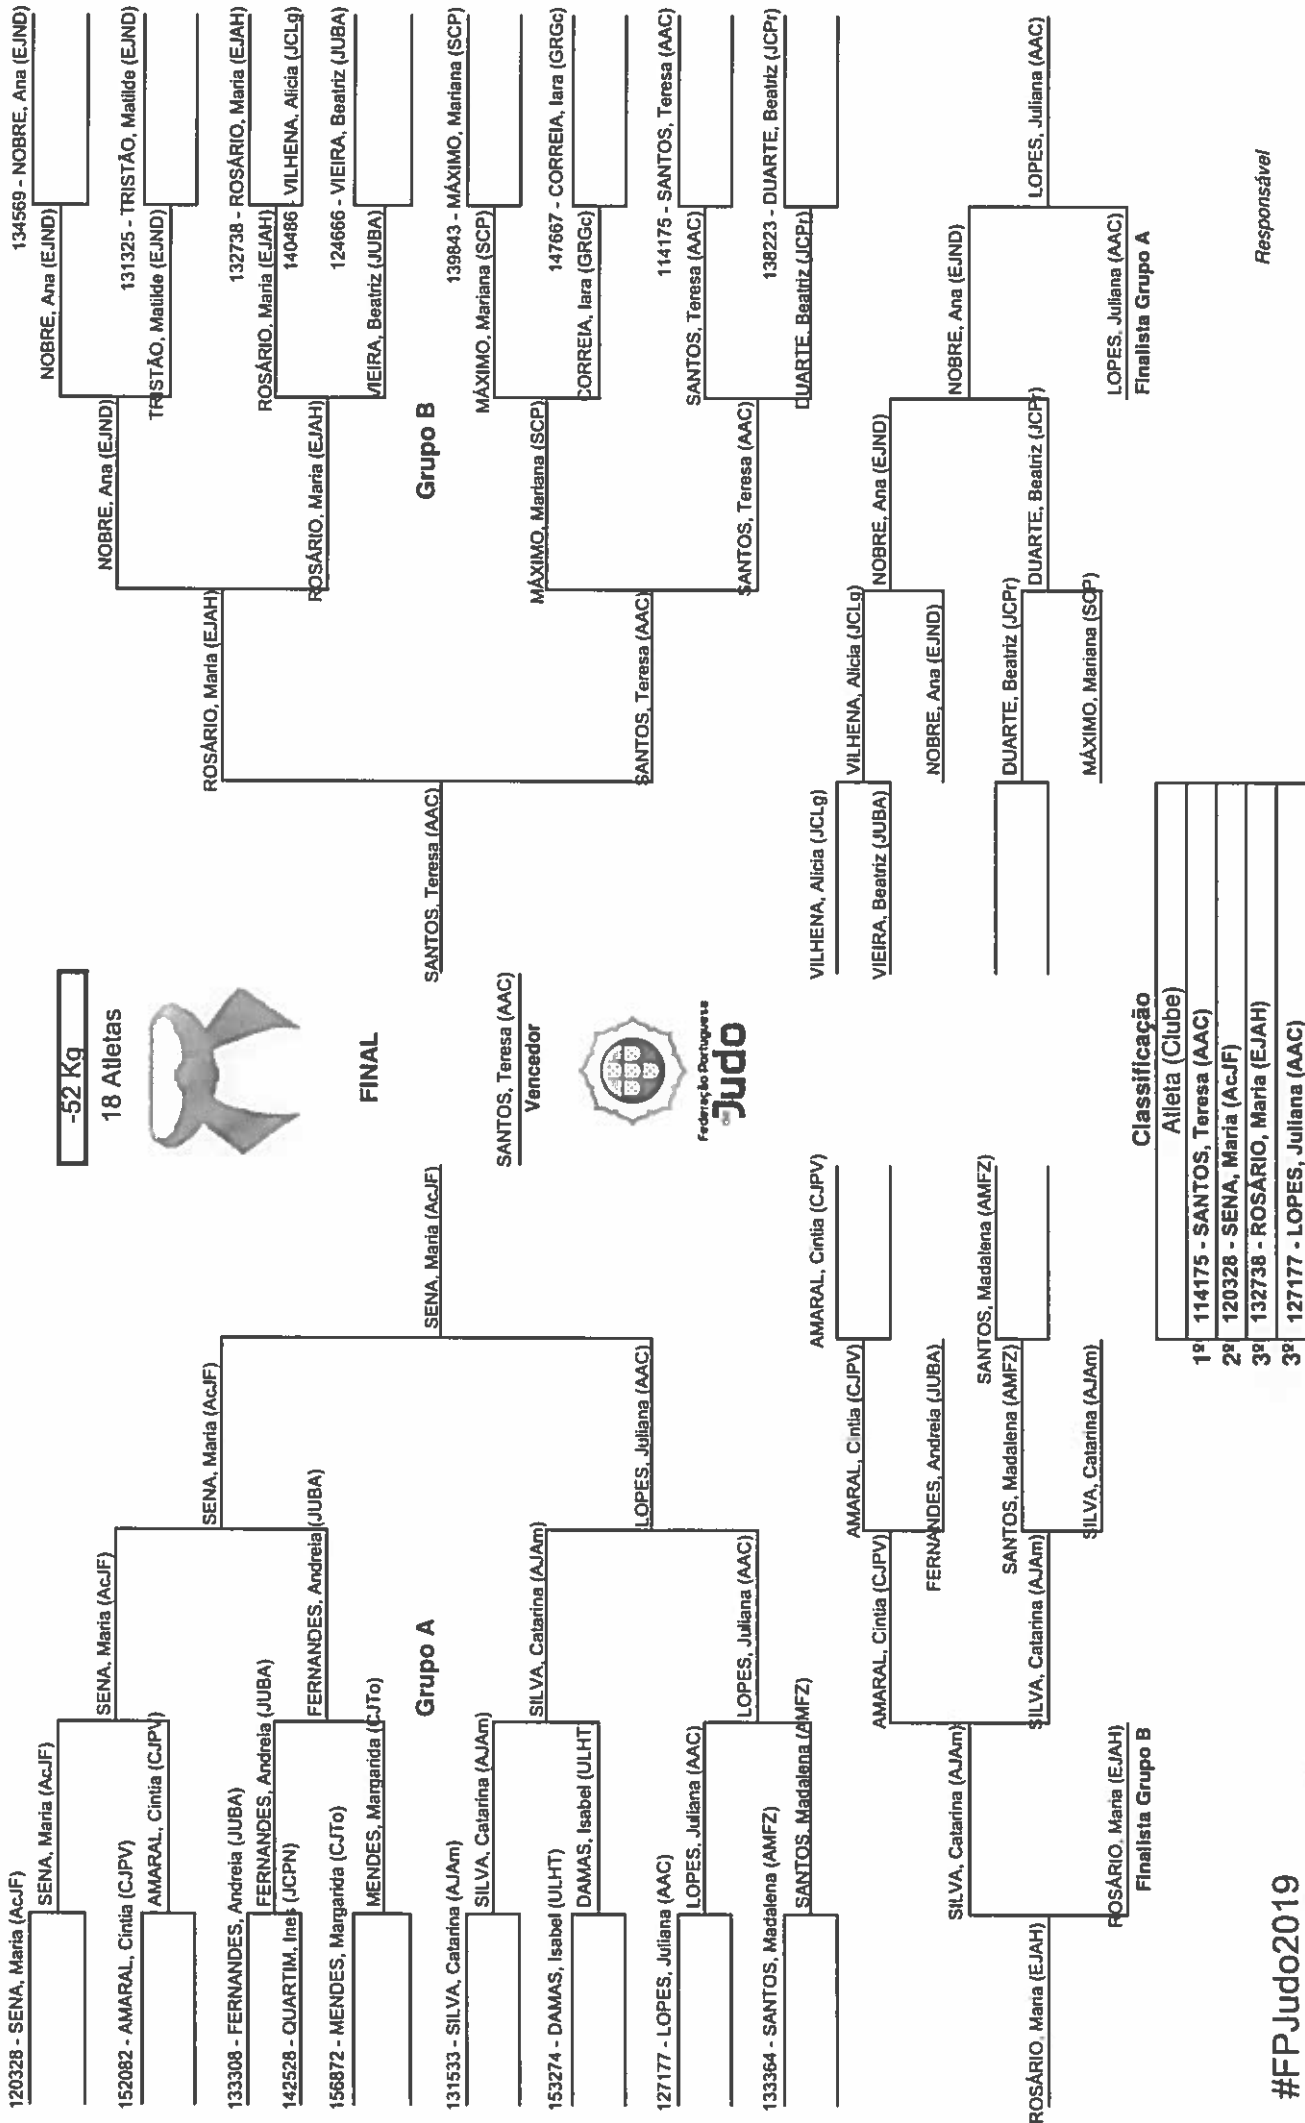 -52 Kg
18 Atletas
FINAL
SANTOS, Teresa (AAC)
Vencedor
Federação Portuguesa
de Judo
120328 - SENA, Maria (AcJF)
SENA, Maria (AcJF)
152082 - AMARAL, Cintia (CJPV)
AMARAL, Cintia (CJPV)
SENA, Maria (AcJF)
133308 - FERNANDES, Andreia (JUBA)
FERNANDES, Andreia (JUBA)
142528 - QUARTIM, Ines (JCPN)
156872 - MENDES, Margarida (CJTo)
MENDES, Margarida (CJTo)
FERNANDES, Andreia (JUBA)
SENA, Maria (AcJF)
Grupo A
131533 - SILVA, Catarina (AJAm)
SILVA, Catarina (AJAm)
153274 - DAMAS, Isabel (ULHT)
DAMAS, Isabel (ULHT)
SILVA, Catarina (AJAm)
127177 - LOPES, Juliana (AAC)
LOPES, Juliana (AAC)
133364 - SANTOS, Madalena (AMFZ)
SANTOS, Madalena (AMFZ)
LOPES, Juliana (AAC)
LOPES, Juliana (AAC)
SENA, Maria (AcJF)
134569 - NOBRE, Ana (EJND)
NOBRE, Ana (EJND)
131325 - TRISTÃO, Matilde (EJND)
TRISTÃO, Matilde (EJND)
NOBRE, Ana (EJND)
132738 - ROSÁRIO, Maria (EJAH)
ROSÁRIO, Maria (EJAH)
140486 - VILHENA, Alicia (JCLg)
124666 - VIEIRA, Beatriz (JUBA)
VIEIRA, Beatriz (JUBA)
ROSÁRIO, Maria (EJAH)
ROSÁRIO, Maria (EJAH)
Grupo B
139843 - MÁXIMO, Mariana (SCP)
MÁXIMO, Mariana (SCP)
147667 - CORREIA, Iara (GRGc)
CORREIA, Iara (GRGc)
MÁXIMO, Mariana (SCP)
114175 - SANTOS, Teresa (AAC)
SANTOS, Teresa (AAC)
138223 - DUARTE, Beatriz (JCPr)
DUARTE, Beatriz (JCPr)
SANTOS, Teresa (AAC)
SANTOS, Teresa (AAC)
SANTOS, Teresa (AAC)
AMARAL, Cintia (CJPV)
AMARAL, Cintia (CJPV)
FERNANDES, Andreia (JUBA)
AMARAL, Cintia (CJPV)
SANTOS, Madalena (AMFZ)
SANTOS, Madalena (AMFZ)
SILVA, Catarina (AJAm)
SILVA, Catarina (AJAm)
SILVA, Catarina (AJAm)
ROSÁRIO, Maria (EJAH)
ROSÁRIO, Maria (EJAH)
Finalista Grupo B
VILHENA, Alicia (JCLg)
VIEIRA, Beatriz (JUBA)
VILHENA, Alicia (JCLg)
NOBRE, Ana (EJND)
NOBRE, Ana (EJND)
DUARTE, Beatriz (JCPr)
MÁXIMO, Mariana (SCP)
DUARTE, Beatriz (JCPr)
NOBRE, Ana (EJND)
LOPES, Juliana (AAC)
LOPES, Juliana (AAC)
Finalista Grupo A
Classificação
Atleta (Clube)
1º 114175 - SANTOS, Teresa (AAC)
2º 120328 - SENA, Maria (AcJF)
3º 132738 - ROSÁRIO, Maria (EJAH)
3º 127177 - LOPES, Juliana (AAC)
#FPJudo2019
Responsável